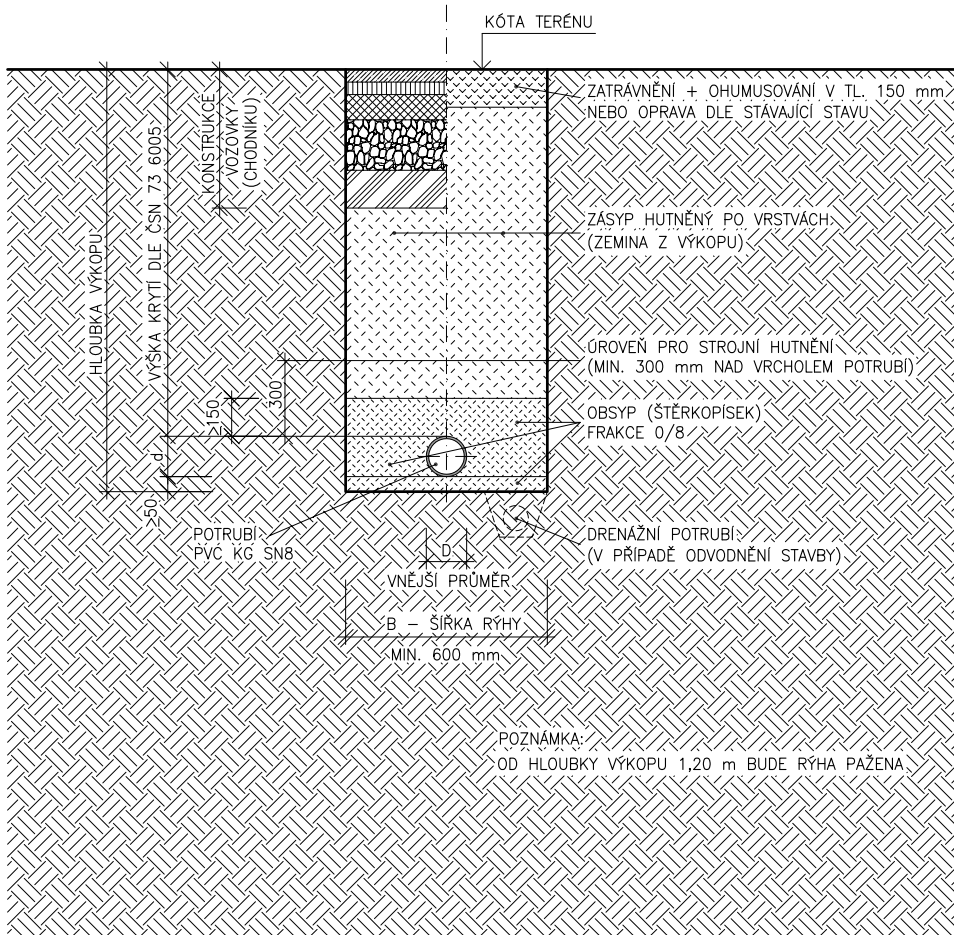 KÓTA TERÉNU
ZATRÁVNĚNÍ + OHUMUSOVÁNÍ V TL. 150 mm
NEBO OPRAVA DLE STÁVAJÍCÍ STAVU
KONSTRUKCE
VOZOVKY
(CHODNÍKU)
VÝŠKA KRYTÍ DLE ČSN 73 6005
HLOUBKA VÝKOPU
ZÁSYP HUTNĚNÝ PO VRSTVÁCH
(ZEMINA Z VÝKOPU)
ÚROVEŇ PRO STROJNÍ HUTNĚNÍ
(MIN. 300 mm NAD VRCHOLEM POTRUBÍ)
300
≥150
OBSYP (ŠTĚRKOPÍSEK)
FRAKCE 0/8
d
≥50
POTRUBÍ
PVC KG SN8
DRENÁŽNÍ POTRUBÍ
(V PŘÍPADĚ ODVODNĚNÍ STAVBY)
D
VNĚJŠÍ PRŮMĚR
B – ŠÍŘKA RÝHY
MIN. 600 mm
POZNÁMKA:
OD HLOUBKY VÝKOPU 1,20 m BUDE RÝHA PAŽENA